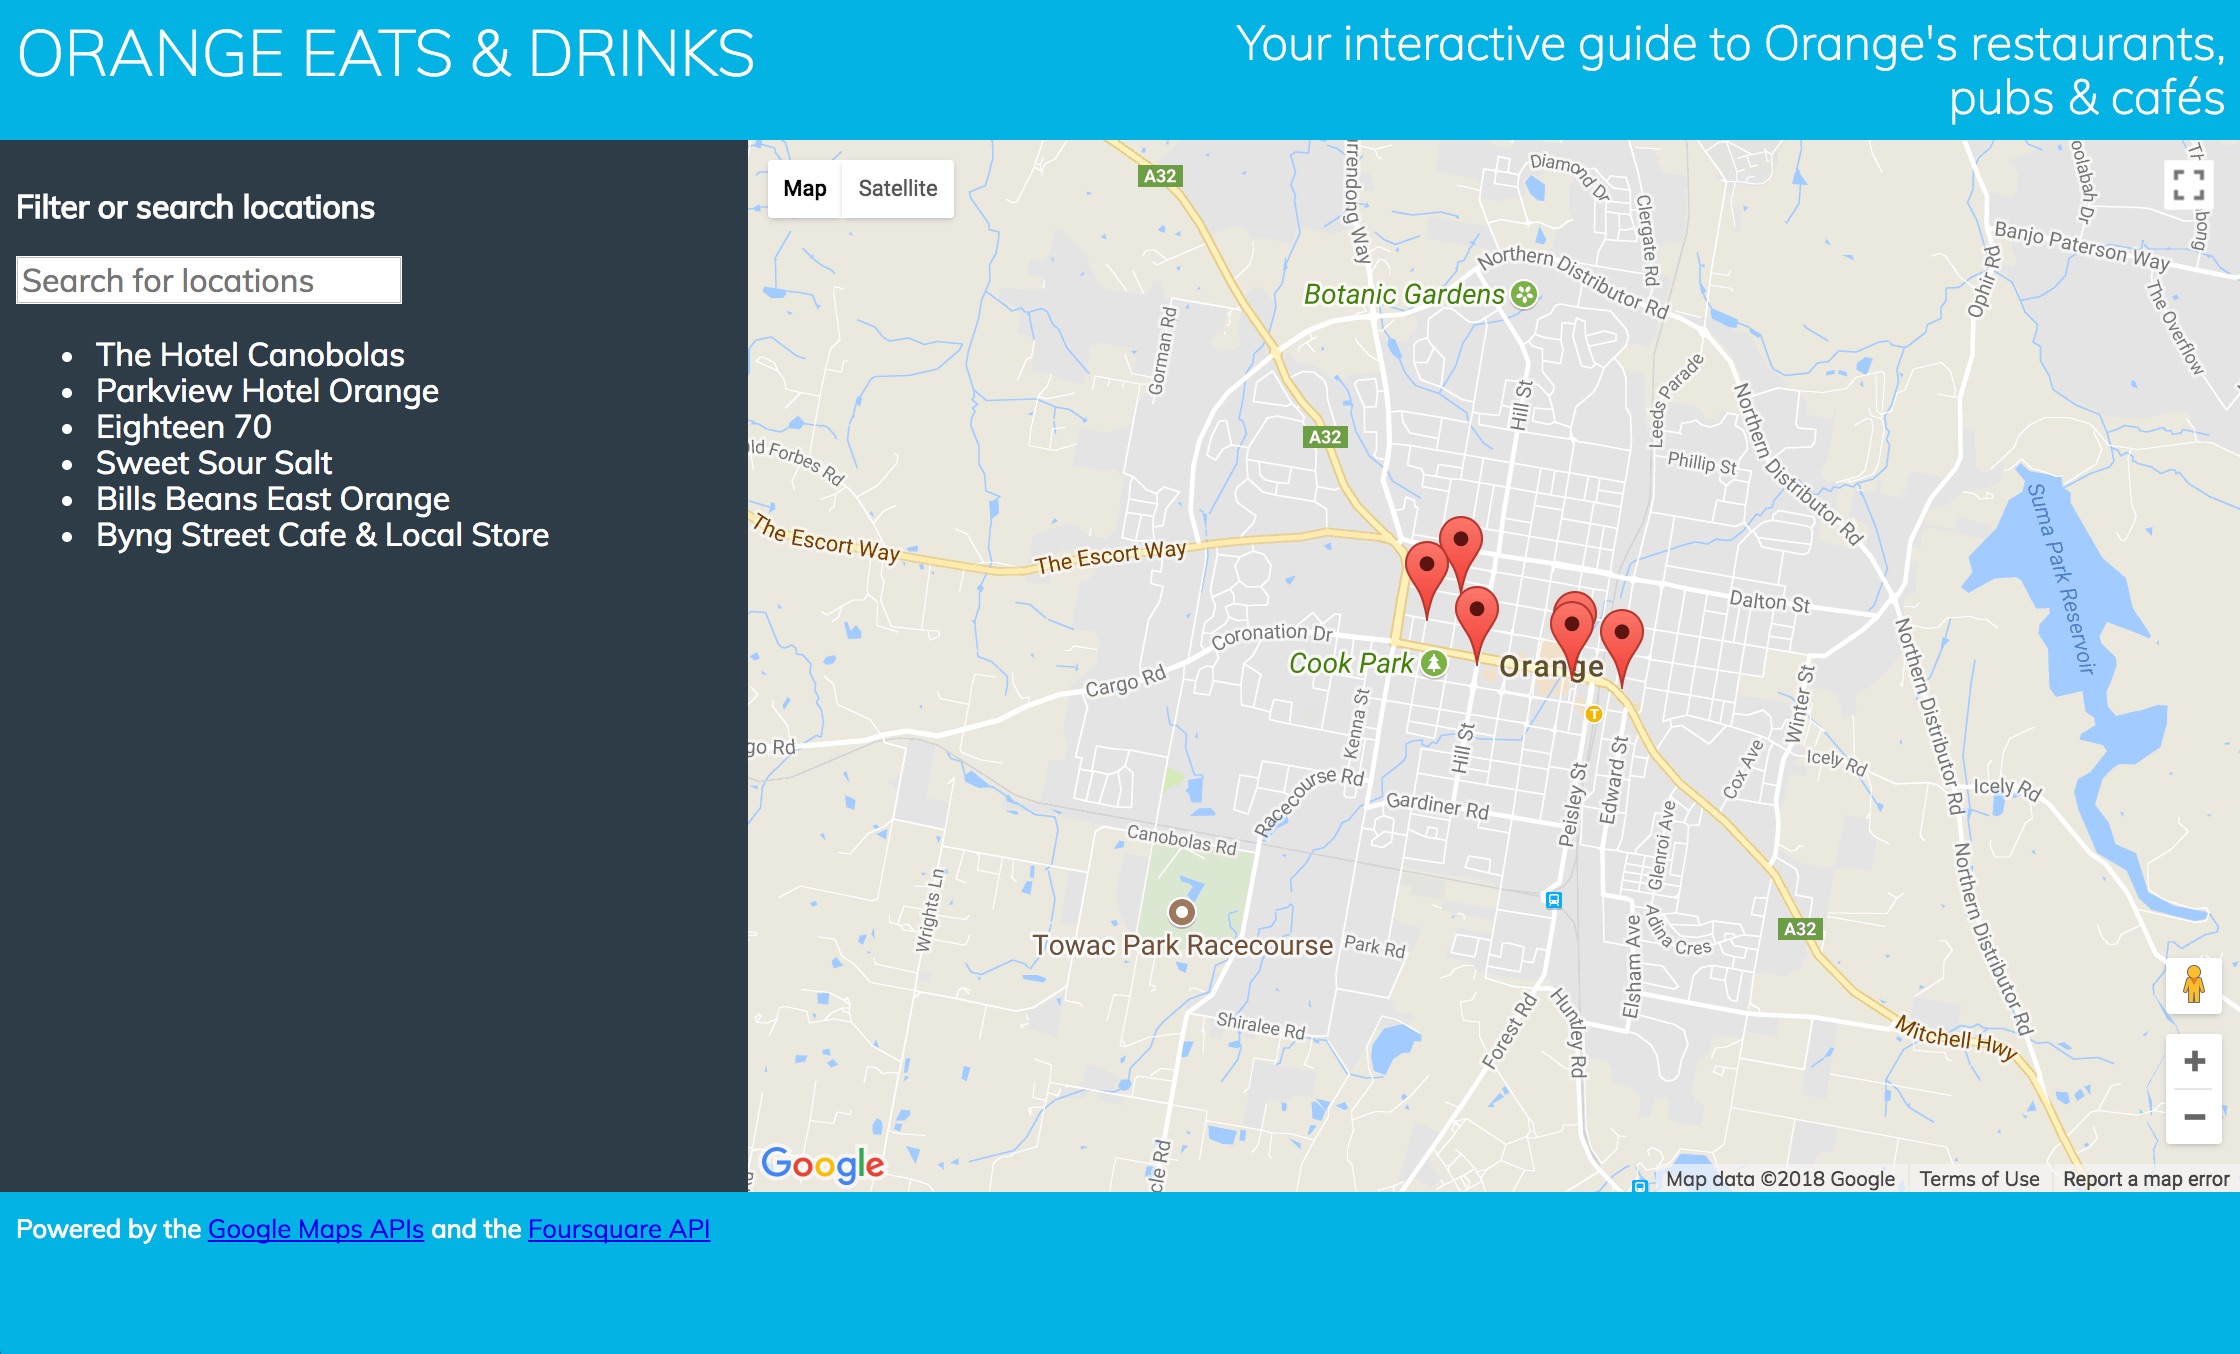 ORANGE EATS & DRINKS
Your interactive guide to Orange's restaurants,
pubs & cafés
Filter or search locations
Search for locations
The Hotel Canobolas
Parkview Hotel Orange
Eighteen 70
Sweet Sour Salt
Bills Beans East Orange
Byng Street Cafe & Local Store
Map
Satellite
A32
Diamond Dr
Clergate Rd
Banjo Paterson Way
Northern Distributor Rd
Botanic Gardens
Ophir Rd
The Overflow
Gorman Rd
Hill St
Leeds Parade
A32
Northern Distributor Rd
Phillip St
Forbes Rd
Suma Park Reservoir
The Escort Way
The Escort Way
Dalton St
Coronation Dr
Cook Park
Orange
Cargo Rd
Winter St
Northern Distributor Rd
Kenna St
Hill St
T
go Rd
Edward St
Cox Ave
Icely Rd
Icely Rd
Racecourse Rd
Peisley St
Gardiner Rd
Glenroi Ave
Canobolas Rd
Wrights Ln
Northern Distributor Rd
Towac Park Racecourse
Park Rd
Adina Cres
Elsham Ave
A32
Shiralee Rd
Forest Rd
Huntley Rd
Mitchell Hwy
cle Rd
Google
Map data ©2018 Google
Terms of Use
Report a map error
Powered by the Google Maps APIs and the Foursquare API